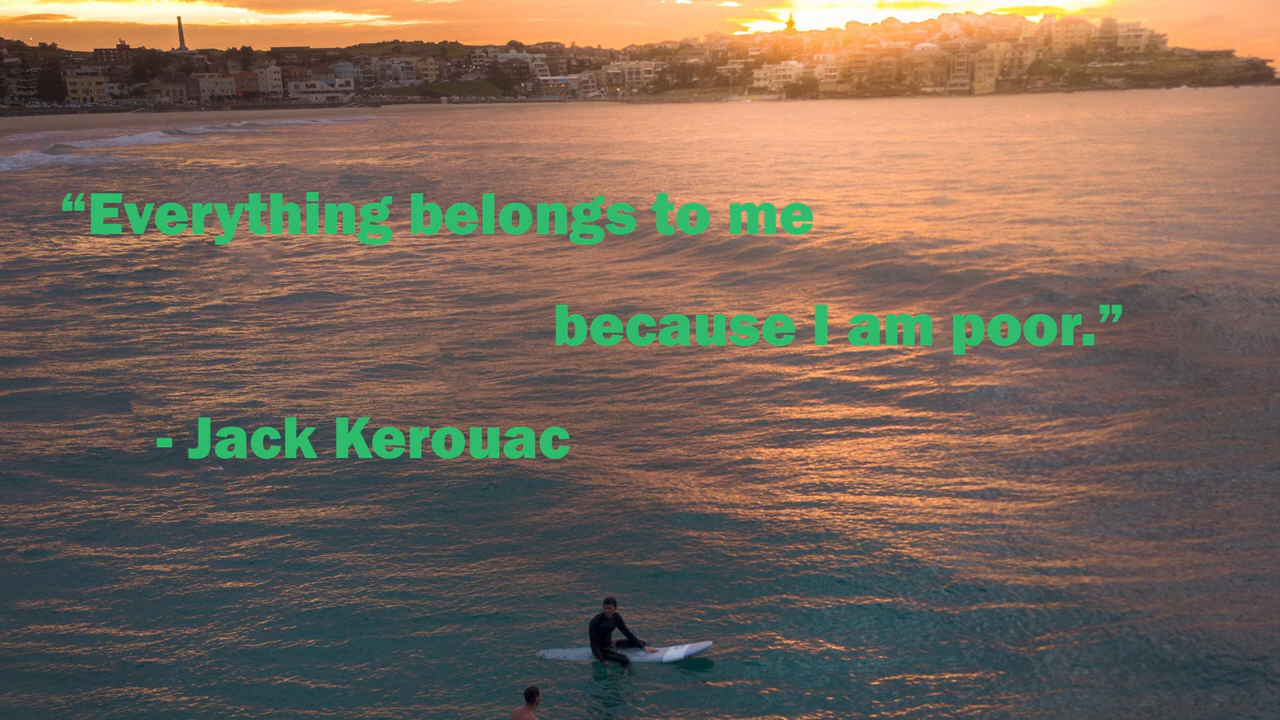 “Everything belongs to me
because I am poor.”
- Jack Kerouac